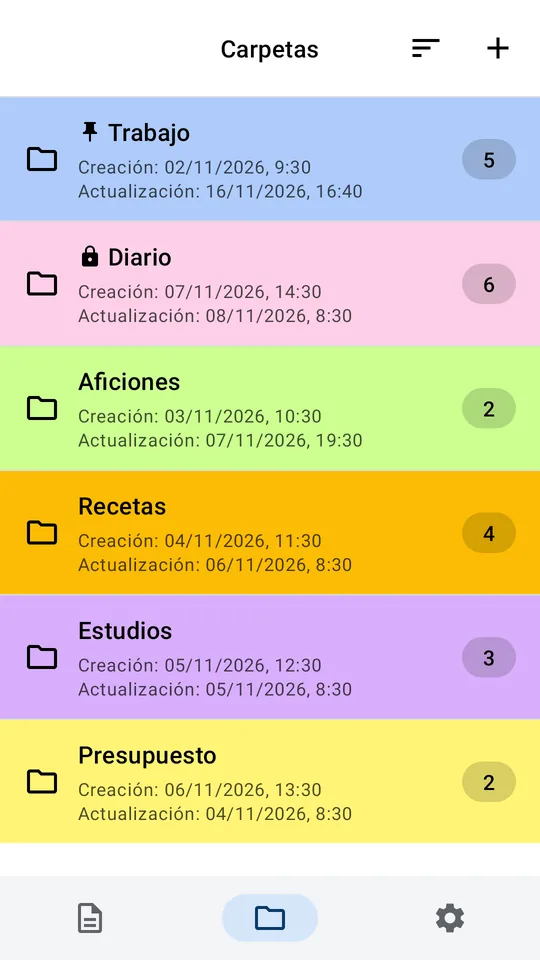 Carpetas
Trabajo
Creación: 02/11/2026, 9:30
Actualización: 16/11/2026, 16:40
5
Diario
Creación: 07/11/2026, 14:30
Actualización: 08/11/2026, 8:30
6
Aficiones
Creación: 03/11/2026, 10:30
Actualización: 07/11/2026, 19:30
2
Recetas
Creación: 04/11/2026, 11:30
Actualización: 06/11/2026, 8:30
4
Estudios
Creación: 05/11/2026, 12:30
Actualización: 05/11/2026, 8:30
3
Presupuesto
Creación: 06/11/2026, 13:30
Actualización: 04/11/2026, 8:30
2